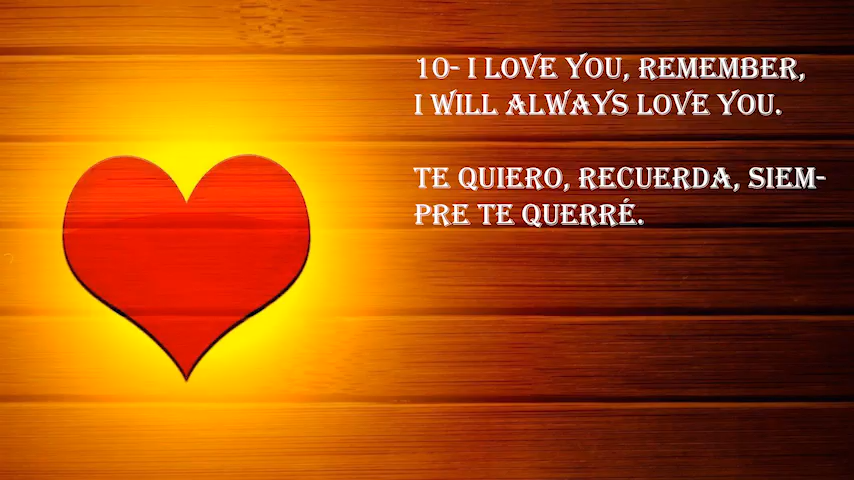 10- I LOVE YOU, REMEMBER,
I WILL ALWAYS LOVE YOU.
TE QUIERO, RECUERDA, SIEM-
PRE TE QUERRÉ.